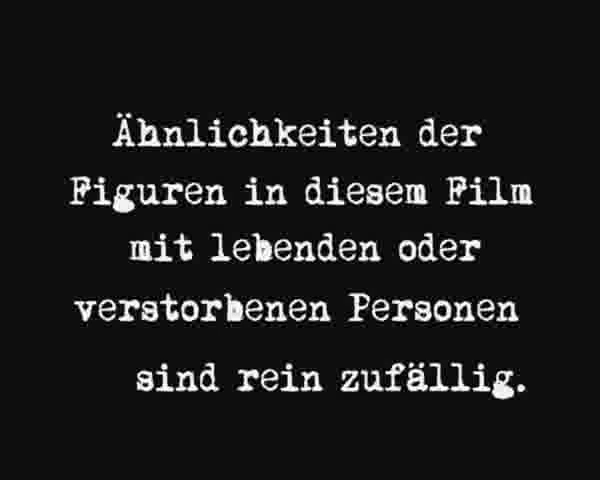 Ähnlichkeiten der
Figuren in diesem Film
mit lebenden oder
verstorbenen Personen
sind rein zufällig.